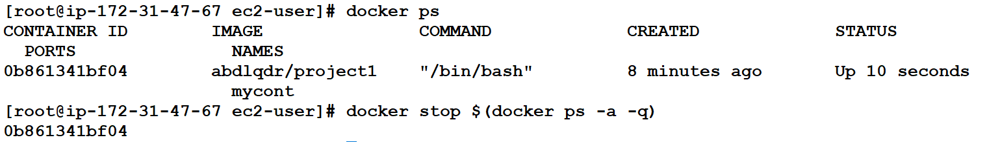 [root@ip-172-31-47-67 ec2-user]# docker ps
CONTAINER ID        IMAGE               COMMAND             CREATED             STATUS
  PORTS               NAMES
0b861341bf04        abdlqdr/project1    "/bin/bash"         8 minutes ago       Up 10 seconds
                      mycont
[root@ip-172-31-47-67 ec2-user]# docker stop $(docker ps -a -q)
0b861341bf04